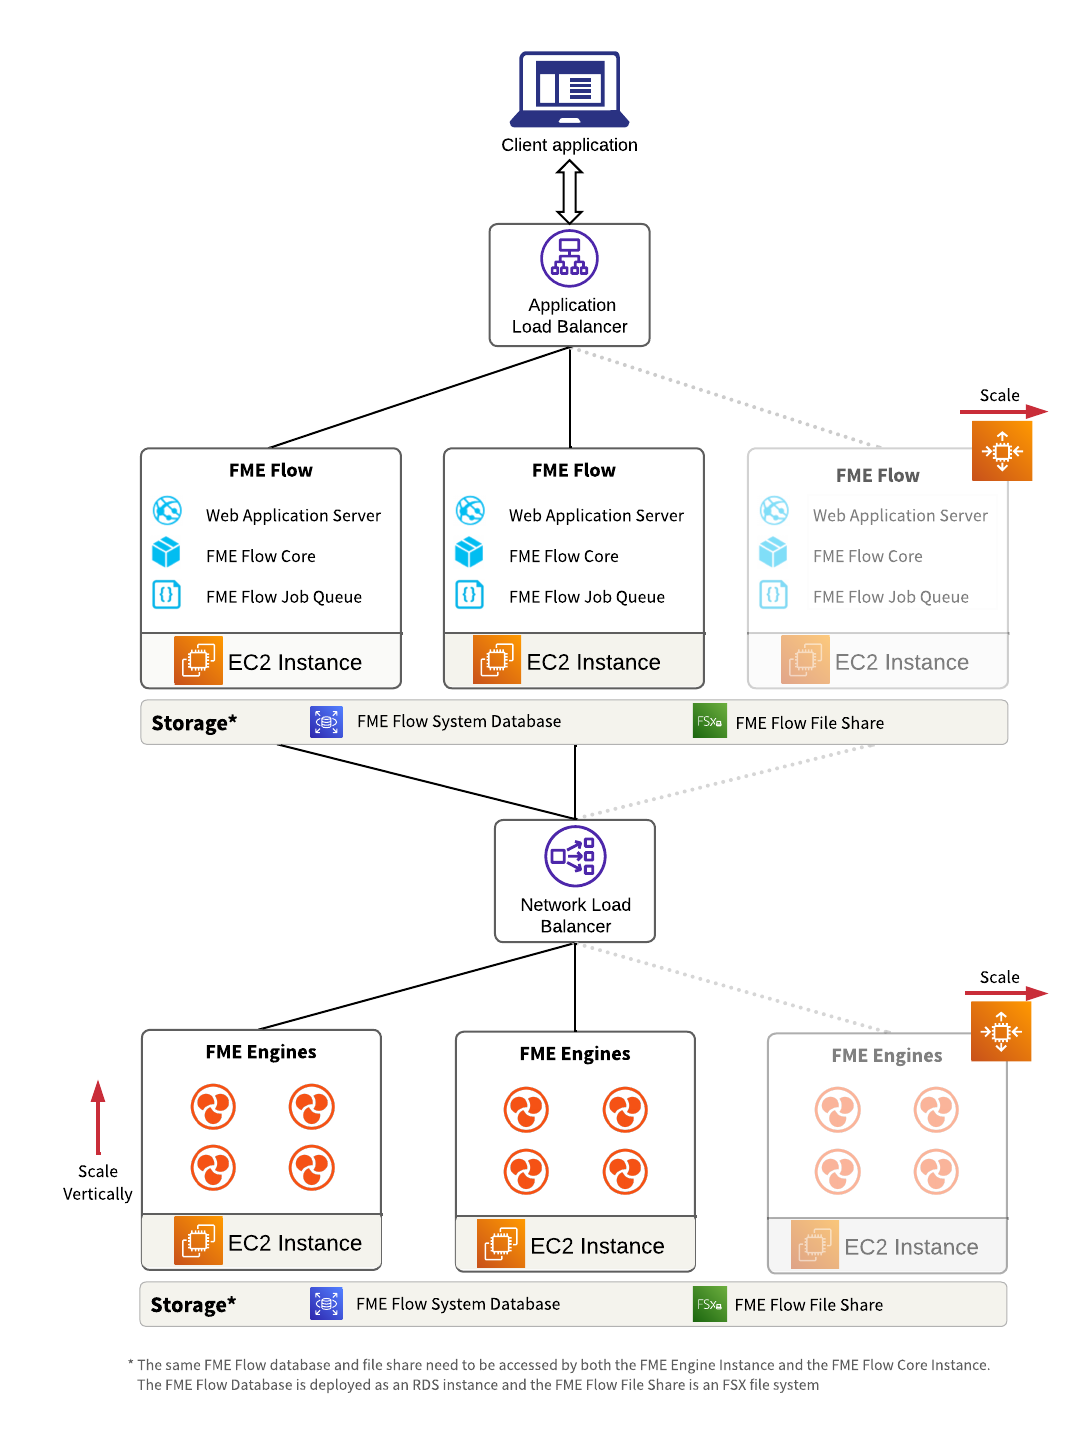 Client application
Application
Load Balancer
Scale
FME Flow
Web Application Server
FME Flow Core
{} FME Flow Job Queue
EC2 Instance
FME Flow
Web Application Server
FME Flow Core
{} FME Flow Job Queue
EC2 Instance
FME Flow
Web Application Server
FME Flow Core
{} FME Flow Job Queue
EC2 Instance
Storage* FME Flow System Database FSx FME Flow File Share
Network Load
Balancer
Scale
FME Engines
EC2 Instance
FME Engines
EC2 Instance
FME Engines
EC2 Instance
Scale
Vertically
Storage* FME Flow System Database FSx FME Flow File Share
* The same FME Flow database and file share need to be accessed by both the FME Engine Instance and the FME Flow Core Instance.
The FME Flow Database is deployed as an RDS instance and the FME Flow File Share is an FSX file system